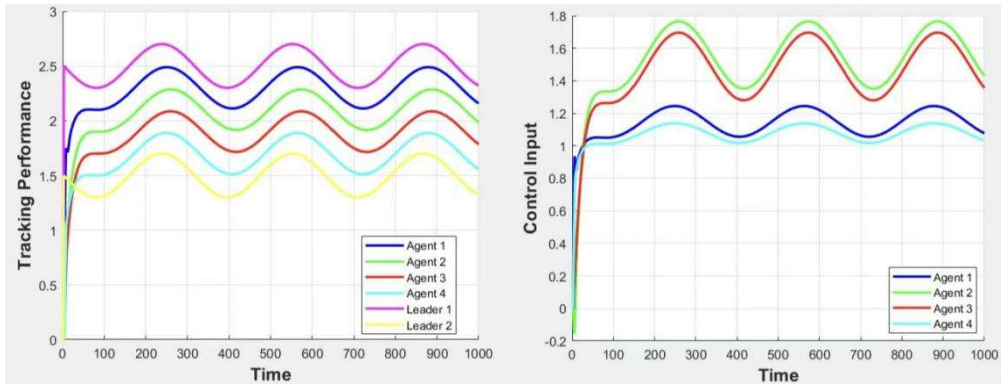 3
2.5
2
1.5
1
0.5
0
0 100 200 300 400 500 600 700 800 900 1000
Tracking Performance
Time
Agent 1
Agent 2
Agent 3
Agent 4
Leader 1
Leader 2
1.8
1.6
1.4
1.2
1
0.8
0.6
0.4
0.2
0
-0.2
0 100 200 300 400 500 600 700 800 900 1000
Control Input
Time
Agent 1
Agent 2
Agent 3
Agent 4